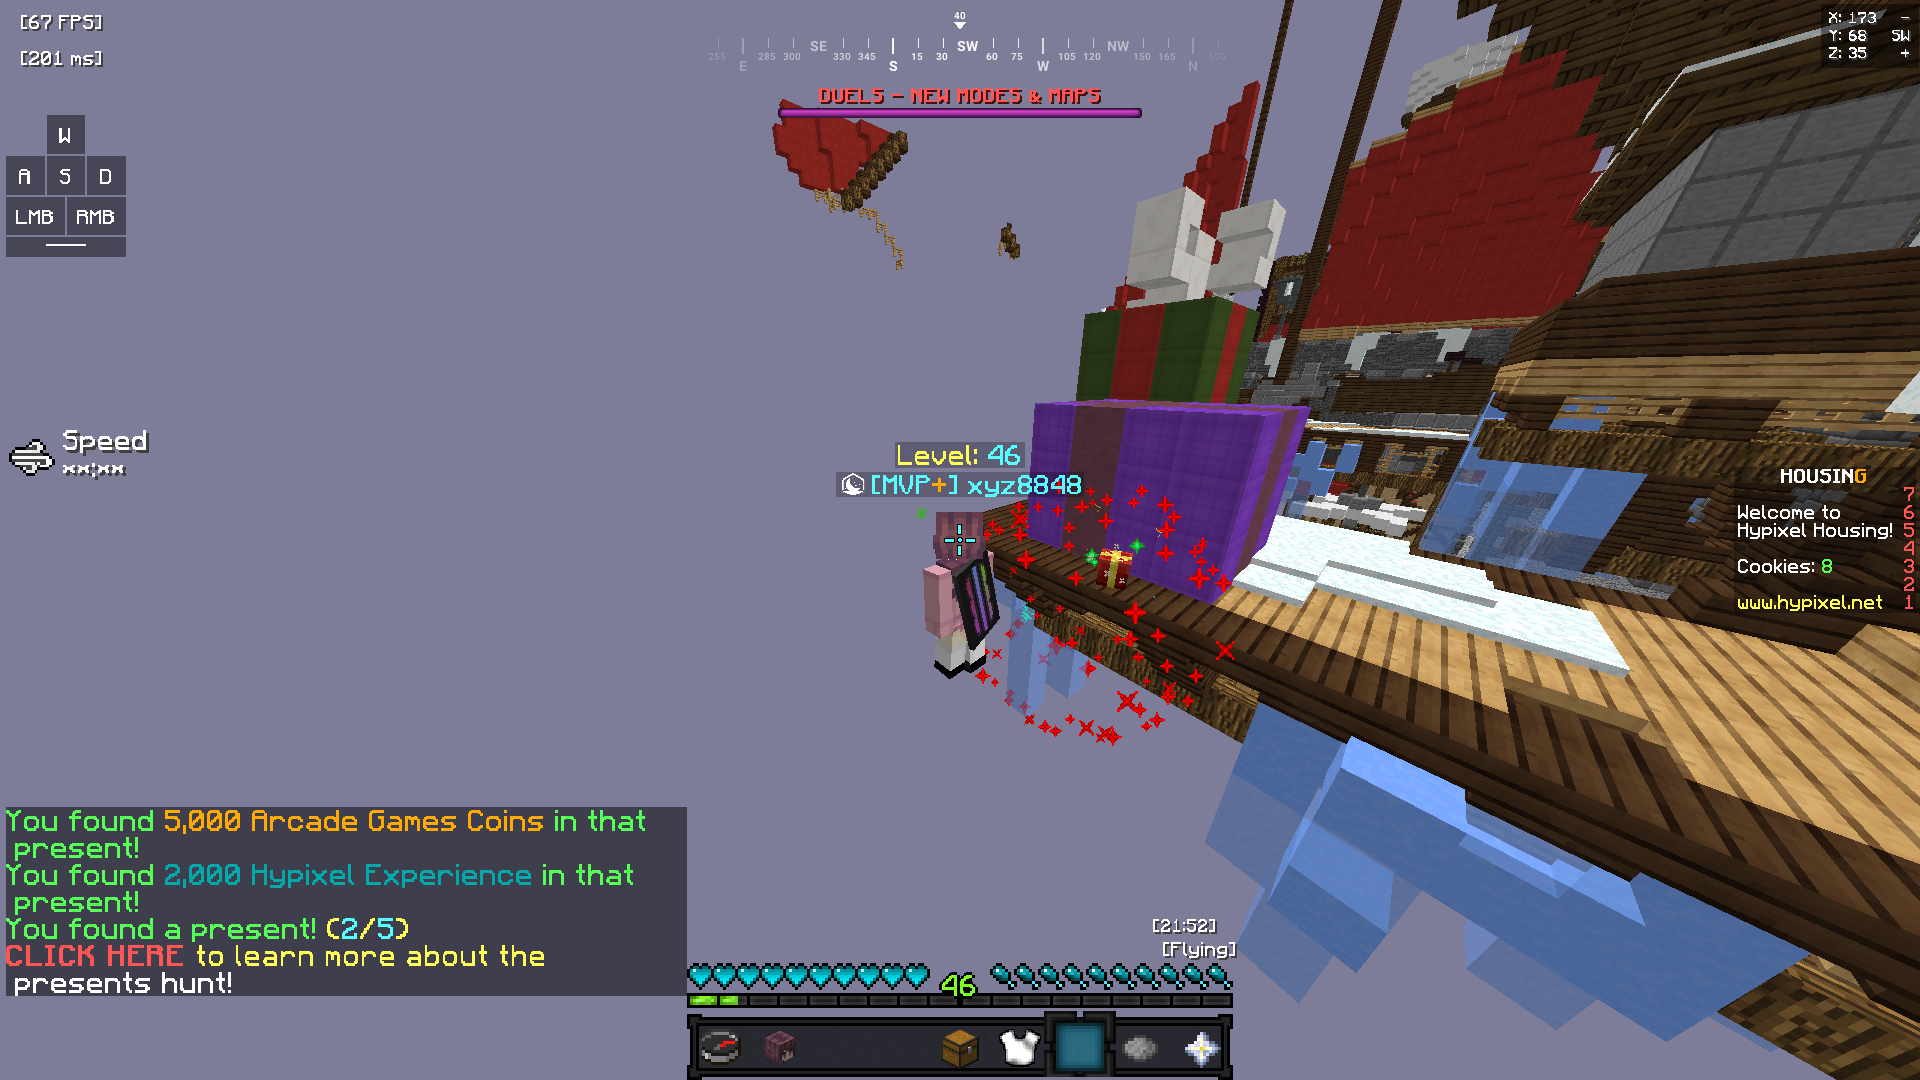 [67 FPS]
[201 ms]
40
255 E 285 300 SE 330 345 S 15 30 SW 60 75 W 105 120 NW 150 165 N 195
X: 173 -
Y: 68 SW
Z: 35 +
DUELS - NEW MODES & MAPS
W
A S D
LMB RMB
Speed
**:**
Level: 46
[MVP+] xyz8848
HOUSING
7
Welcome to 6
Hypixel Housing! 5
4
Cookies: 8 3
2
www.hypixel.net 1
You found 5,000 Arcade Games Coins in that
present!
You found 2,000 Hypixel Experience in that
present!
You found a present! (2/5)
CLICK HERE to learn more about the
presents hunt!
[21:52]
[Flying]
46